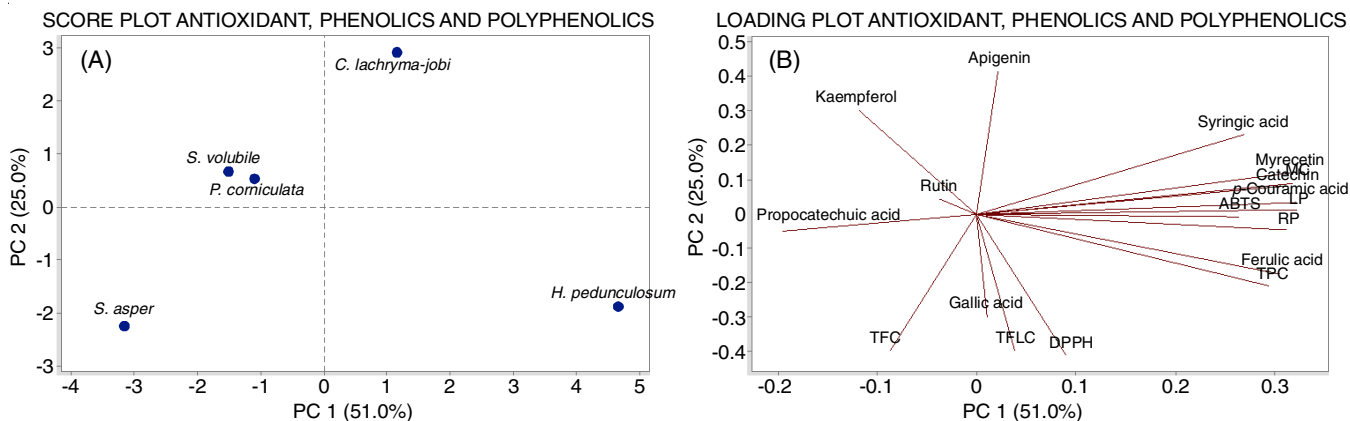 SCORE PLOT ANTIOXIDANT, PHENOLICS AND POLYPHENOLICS
(A)
3
2
1
0
-1
-2
-3
PC 2 (25.0%)
C. lachryma-jobi
S. volubile
P. corniculata
S. asper
H. pedunculosum
-4
-3
-2
-1
0
1
2
3
4
5
PC 1 (51.0%)
LOADING PLOT ANTIOXIDANT, PHENOLICS AND POLYPHENOLICS
(B)
0.5
0.4
0.3
0.2
0.1
0
-0.1
-0.2
-0.3
-0.4
PC 2 (25.0%)
Apigenin
Kaempferol
Syringic acid
Myrecetin
MC
Catechin
p-Coumaric acid
Rutin
LP
ABTS
RP
Propocatechuic acid
Ferulic acid
TPC
Gallic acid
TFC
TFLC
DPPH
-0.2
-0.1
0
0.1
0.2
0.3
PC 1 (51.0%)